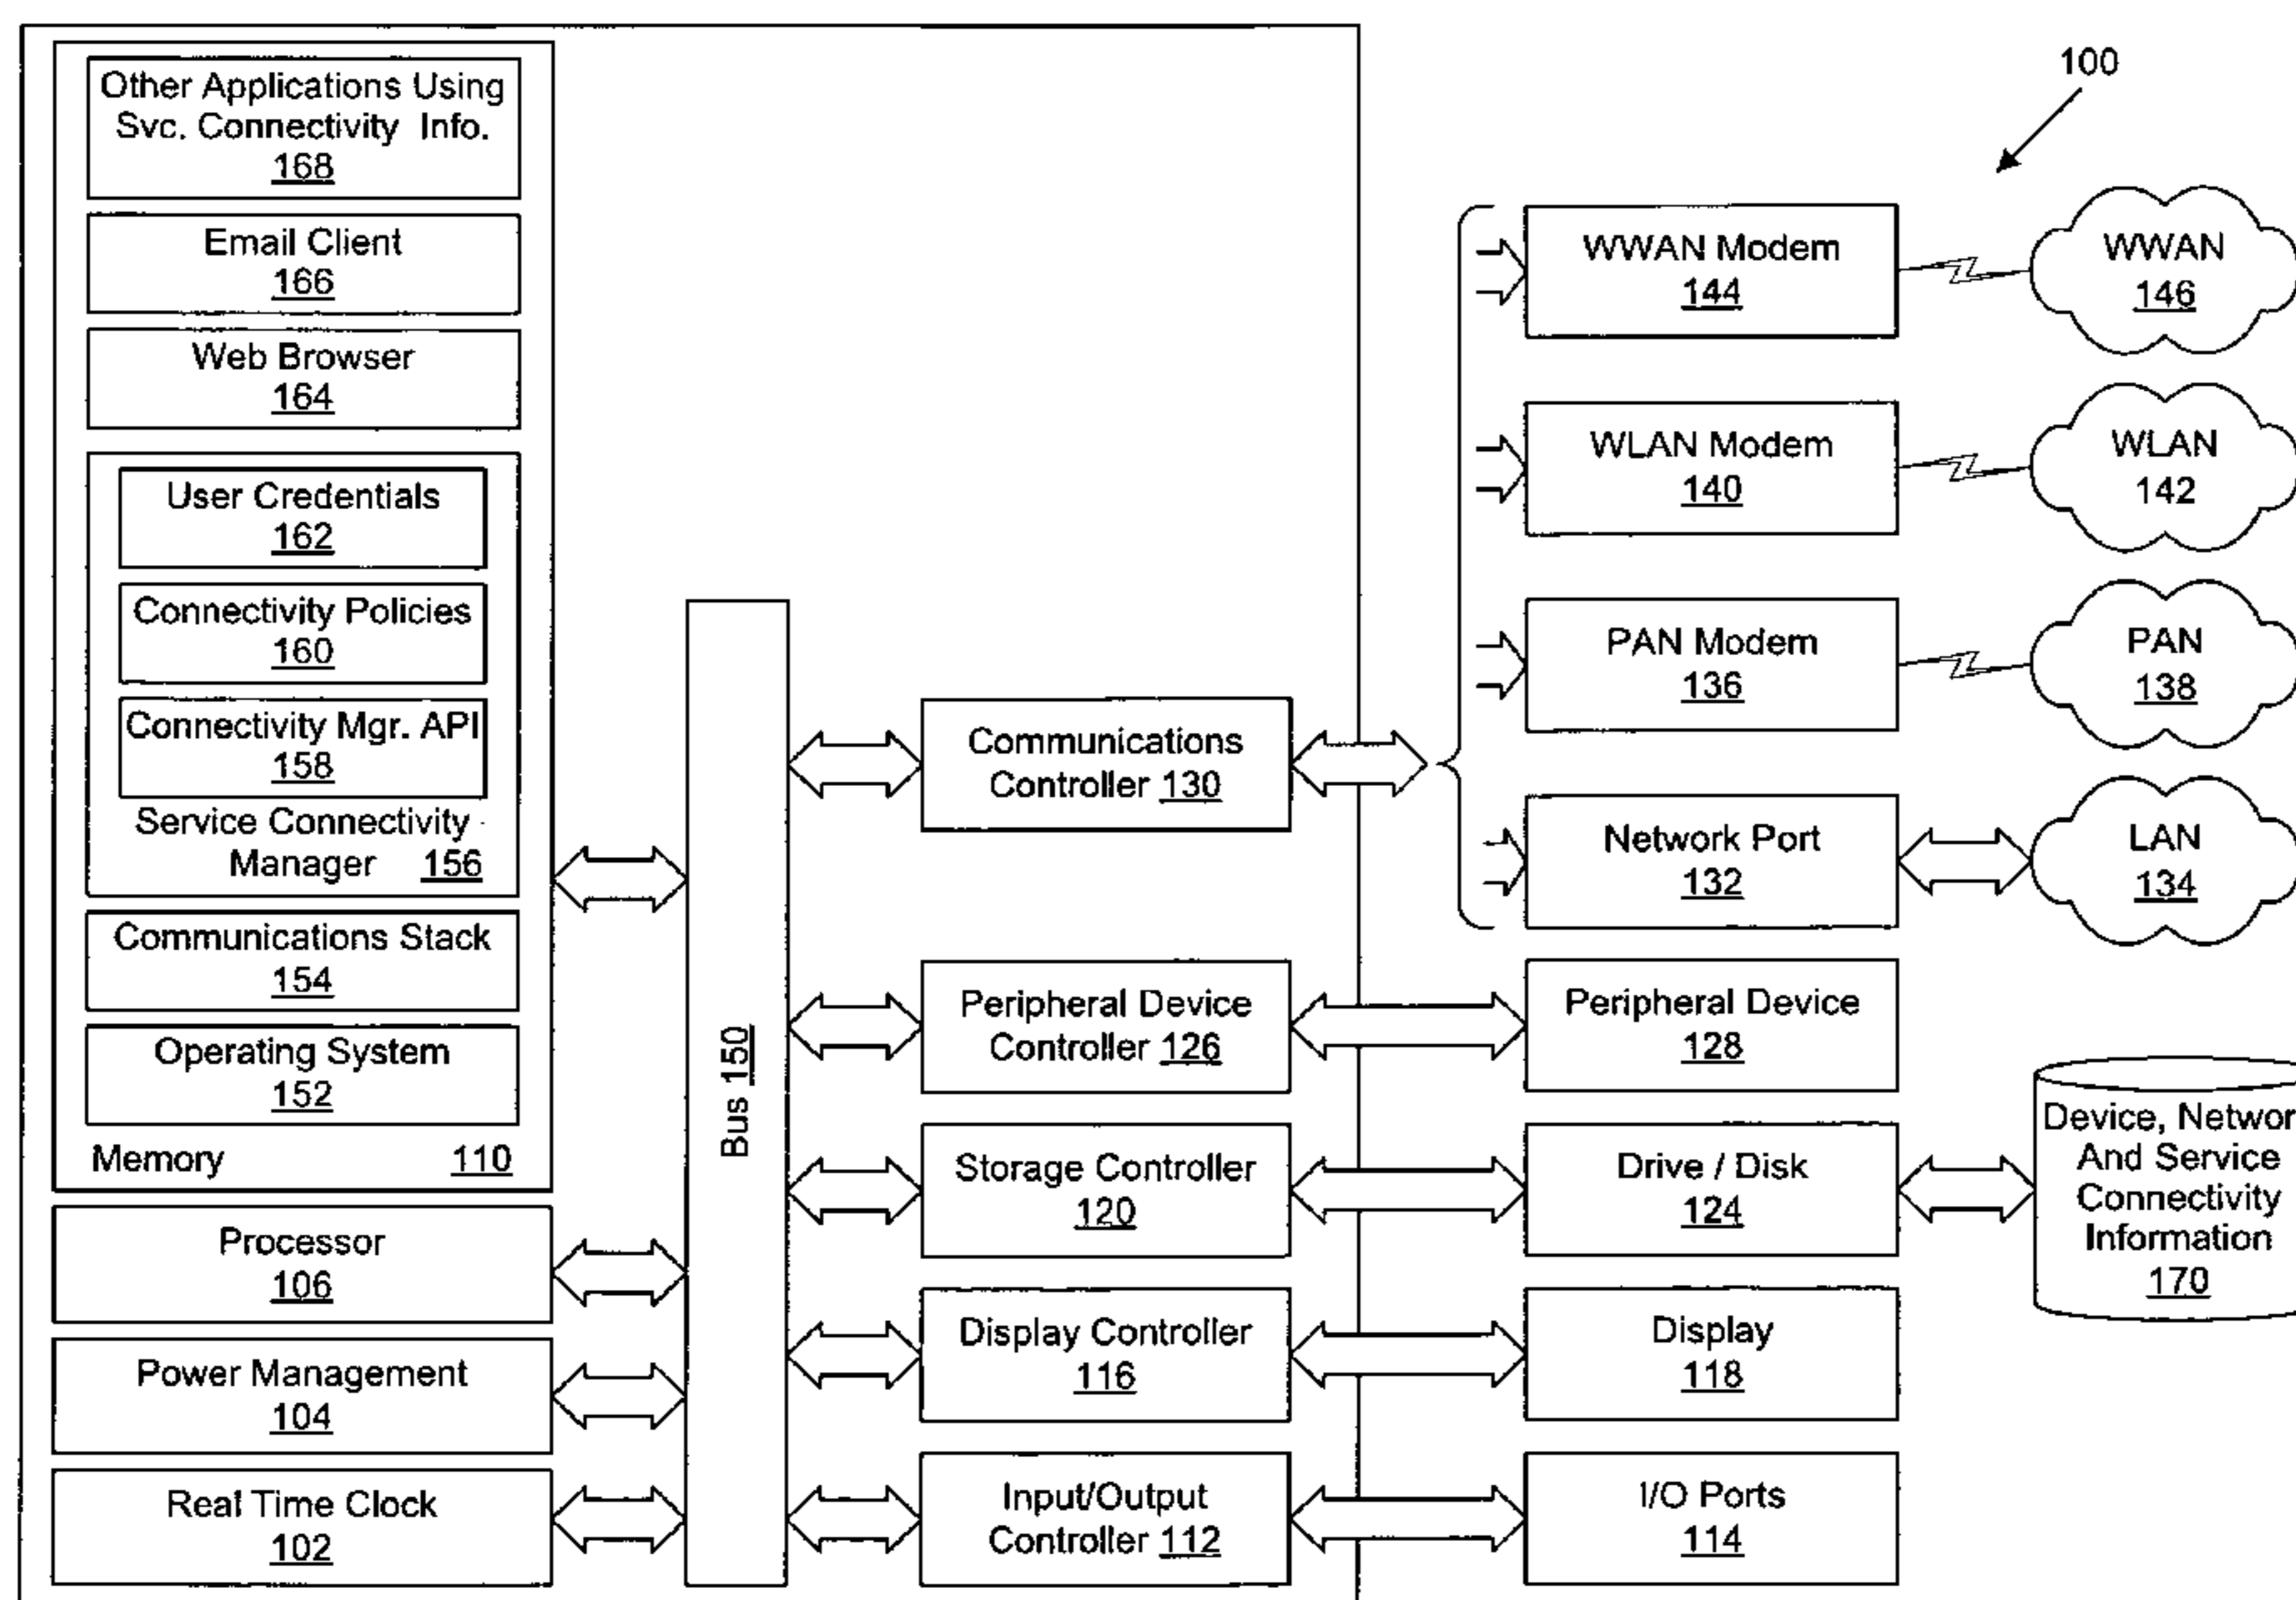 Other Applications Using
Svc. Connectivity Info.
168
Email Client
166
Web Browser
164
User Credentials
162
Connectivity Policies
160
Connectivity Mgr. API
158
Service Connectivity
Manager 156
Communications Stack
154
Operating System
152
Memory 110
Processor
106
Power Management
104
Real Time Clock
102
Bus 150
Communications
Controller 130
Peripheral Device
Controller 126
Storage Controller
120
Display Controller
116
Input/Output
Controller 112
100
WWAN Modem
144
WLAN Modem
140
PAN Modem
136
Network Port
132
Peripheral Device
128
Drive / Disk
124
Display
118
I/O Ports
114
WWAN
146
WLAN
142
PAN
138
LAN
134
Device,
And Service
Connectivity
Information
170